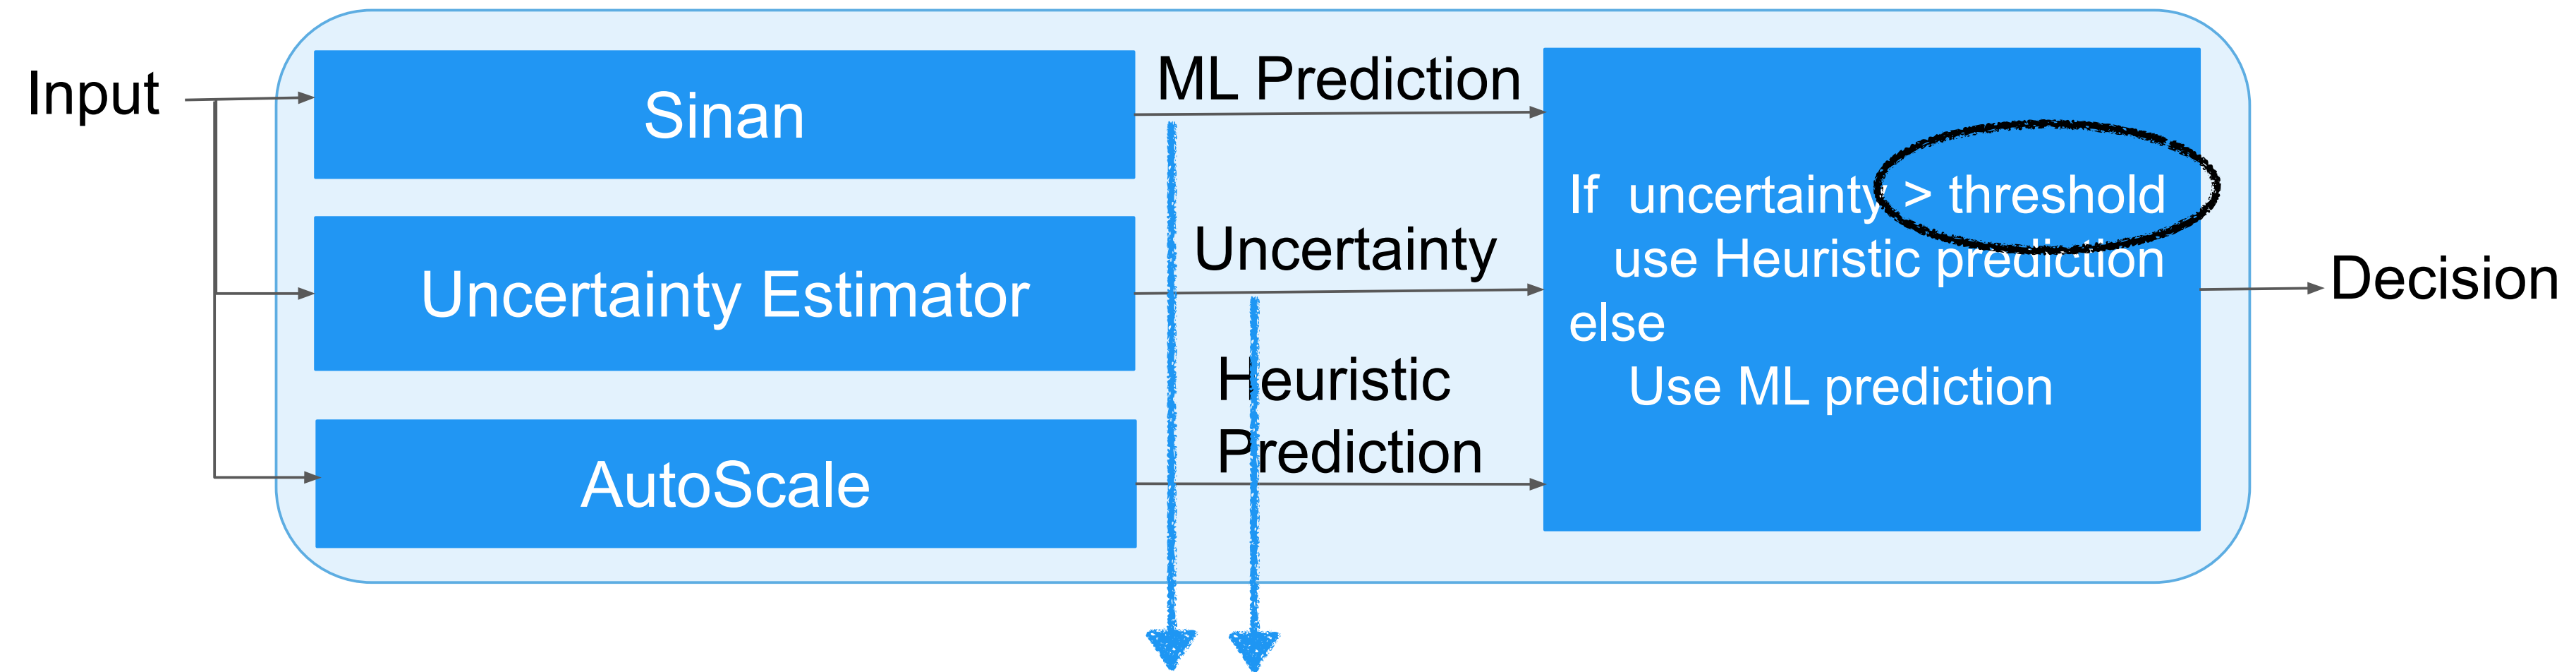 Input
Sinan
ML Prediction
Uncertainty Estimator
Uncertainty
AutoScale
Heuristic
Prediction
If uncertainty > threshold
use Heuristic prediction
else
Use ML prediction
Decision